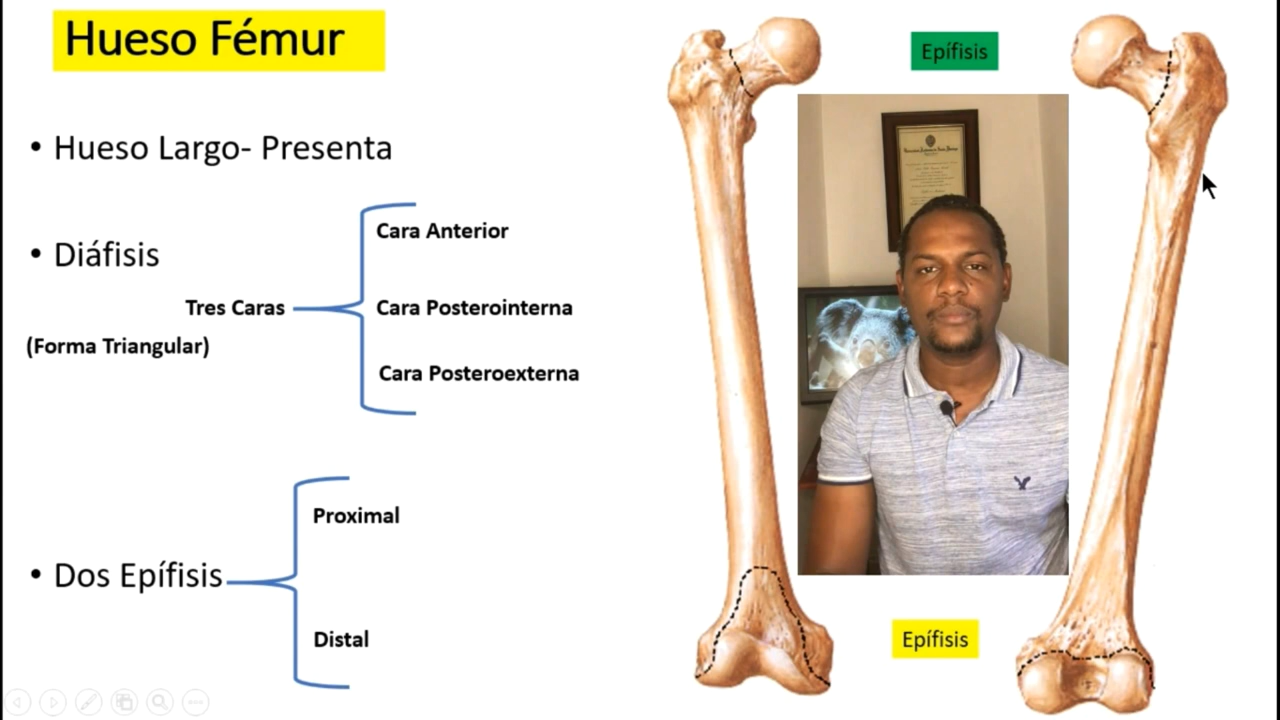 Hueso Fémur
• Hueso Largo- Presenta
• Diáfisis
Tres Caras
(Forma Triangular)
Cara Anterior
Cara Posterointerna
Cara Posteroexterna
• Dos Epífisis
Proximal
Distal
Epífisis
Epífisis